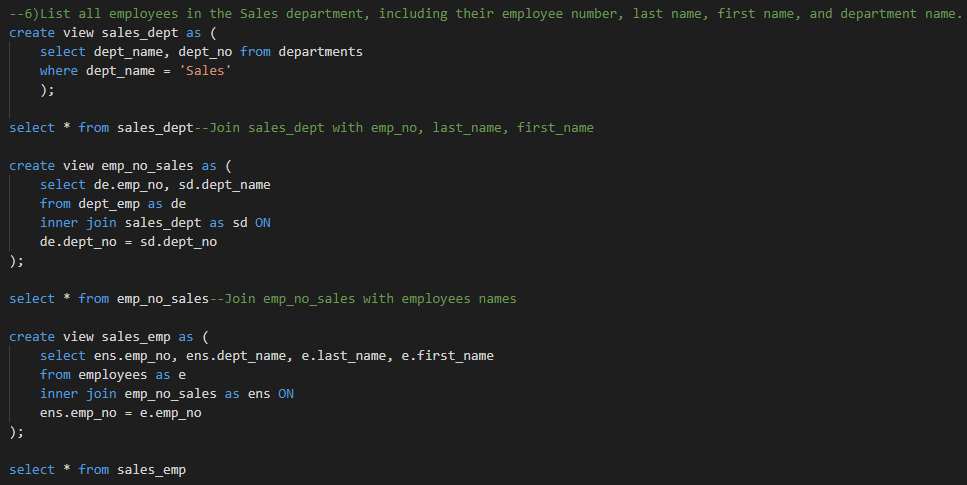 --6)List all employees in the Sales department, including their employee number, last name, first name, and department name.
create view sales_dept as (
    select dept_name, dept_no from departments
    where dept_name = 'Sales'
    );
select * from sales_dept--Join sales_dept with emp_no, last_name, first_name
create view emp_no_sales as (
    select de.emp_no, sd.dept_name
    from dept_emp as de
    inner join sales_dept as sd ON
    de.dept_no = sd.dept_no
);
select * from emp_no_sales--Join emp_no_sales with employees names
create view sales_emp as (
    select ens.emp_no, ens.dept_name, e.last_name, e.first_name
    from employees as e
    inner join emp_no_sales as ens ON
    ens.emp_no = e.emp_no
);
select * from sales_emp